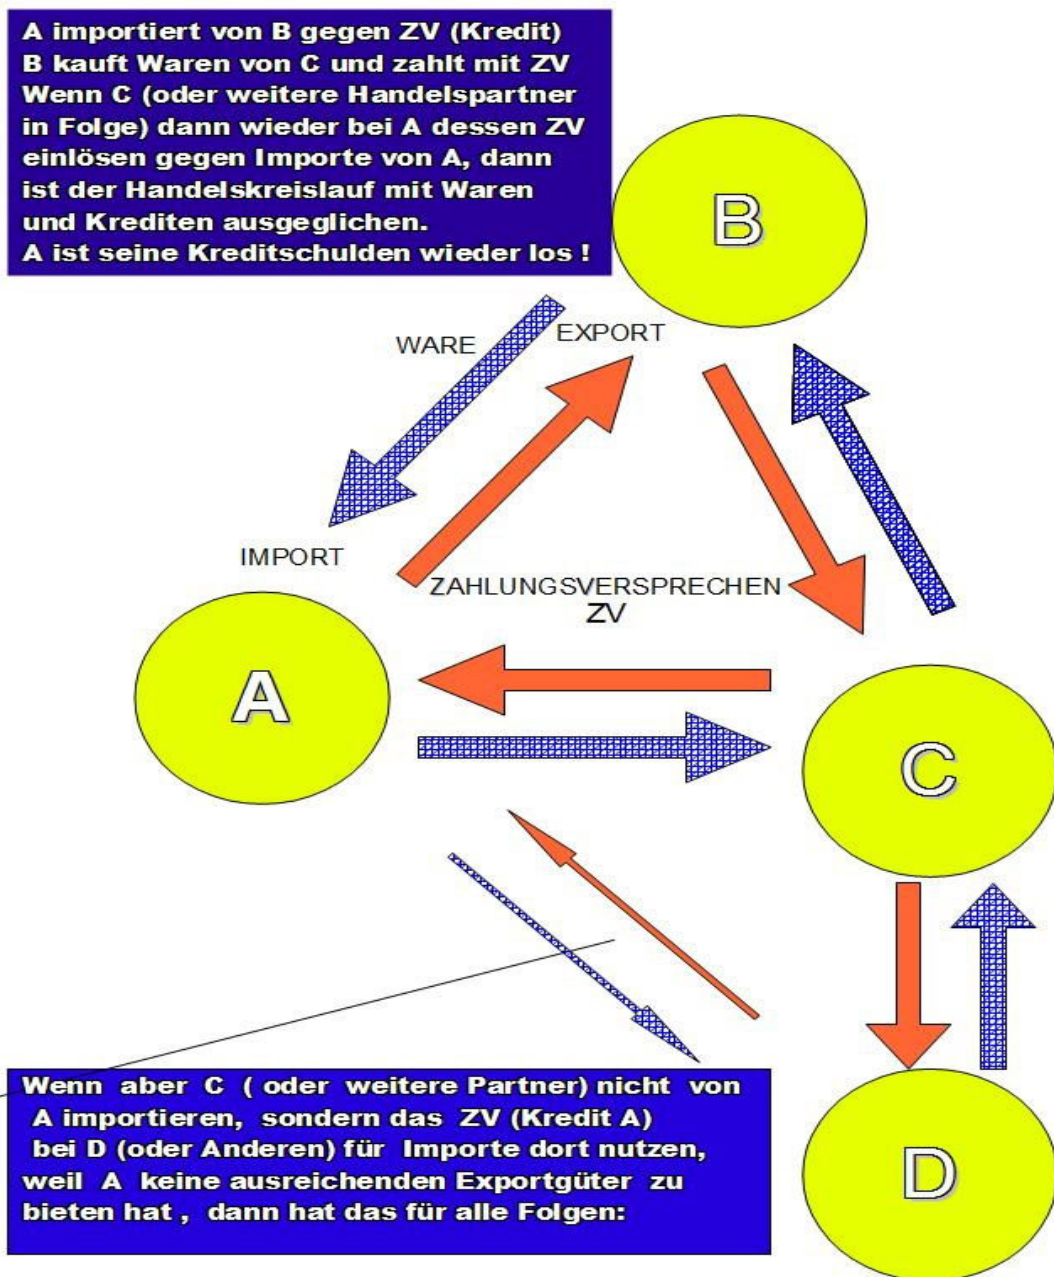 A importiert von B gegen ZV (Kredit)
B kauft Waren von C und zahlt mit ZV
Wenn C (oder weitere Handelspartner
in Folge) dann wieder bei A dessen ZV
einlösen gegen Importe von A, dann
ist der Handelskreislauf mit Waren
und Krediten ausgeglichen.
A ist seine Kreditschulden wieder los !
B
WARE
EXPORT
IMPORT
ZAHLUNGSVERSPRECHEN
ZV
A
C
Wenn aber C ( oder weitere Partner) nicht von
A importieren, sondern das ZV (Kredit A)
bei D (oder Anderen) für Importe dort nutzen,
weil A keine ausreichenden Exportgüter zu
bieten hat , dann hat das für alle Folgen:
D